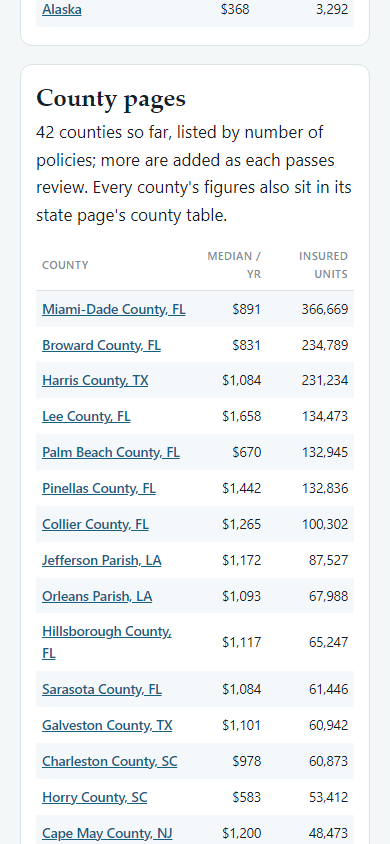 Alaska $368 3,292
County pages
42 counties so far, listed by number of
policies; more are added as each passes
review. Every county's figures also sit in its
state page's county table.
COUNTY MEDIAN / YR INSURED UNITS
Miami-Dade County, FL $891 366,669
Broward County, FL $831 234,789
Harris County, TX $1,084 231,234
Lee County, FL $1,658 134,473
Palm Beach County, FL $670 132,945
Pinellas County, FL $1,442 132,836
Collier County, FL $1,265 100,302
Jefferson Parish, LA $1,172 87,527
Orleans Parish, LA $1,093 67,988
Hillsborough County, FL $1,117 65,247
Sarasota County, FL $1,084 61,446
Galveston County, TX $1,101 60,942
Charleston County, SC $978 60,873
Horry County, SC $583 53,412
Cape May County, NJ $1,200 48,473